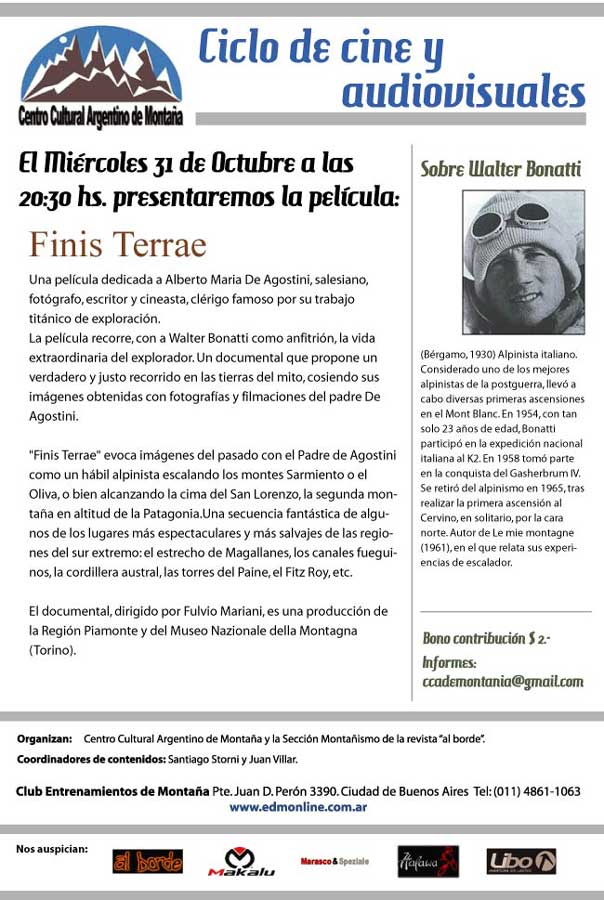 Centro Cultural Argentino de Montaña
Ciclo de cine y
audiovisuales
El Miércoles 31 de Octubre a las
20:30 hs. presentaremos la película:
Finis Terrae
Una película dedicada a Alberto Maria De Agostini, salesiano,
fotógrafo, escritor y cineasta, clérigo famoso por su trabajo
titánico de exploración.
La película recorre, con a Walter Bonatti como anfitrión, la vida
extraordinaria del explorador. Un documental que propone un
verdadero y justo recorrido en las tierras del mito, cosiendo sus
imágenes obtenidas con fotografías y filmaciones del padre De
Agostini.
"Finis Terrae" evoca imágenes del pasado con el Padre de Agostini
como un hábil alpinista escalando los montes Sarmiento o el
Oliva, o bien alcanzando la cima del San Lorenzo, la segunda mon-
taña en altitud de la Patagonia.Una secuencia fantástica de algu-
nos de los lugares más espectaculares y más salvajes de las regio-
nes del sur extremo: el estrecho de Magallanes, los canales fuegui-
nos, la cordillera austral, las torres del Paine, el Fitz Roy, etc.
El documental, dirigido por Fulvio Mariani, es una producción de
la Región Piamonte y del Museo Nazionale della Montagna
(Torino).
Sobre Walter Bonatti
(Bérgamo, 1930) Alpinista italiano.
Considerado uno de los mejores
alpinistas de la postguerra, llevó a
cabo diversas primeras ascensiones
en el Mont Blanc. En 1954, con tan
solo 23 años de edad, Bonatti
participó en la expedición nacional
italiana al K2. En 1958 tomó parte
en la conquista del Gasherbrum IV.
Se retiró del alpinismo en 1965, tras
realizar la primera ascensión al
Cervino, en solitario, por la cara
norte. Autor de Le mie montagne
(1961), en el que relata sus experi-
encias de escalador.
Bono contribución $ 2.-
Informes:
ccademontania@gmail.com
Organizan: Centro Cultural Argentino de Montaña y la Sección Montañismo de la revista "al borde".
Coordinadores de contenidos: Santiago Storni y Juan Villar.
Club Entrenamientos de Montaña Pte. Juan D. Perón 3390. Ciudad de Buenos Aires Tel: (011) 4861-1063
www.edmonline.com.ar
Nos auspician:
al borde
Makalu
Marasco & Speziale
Libo